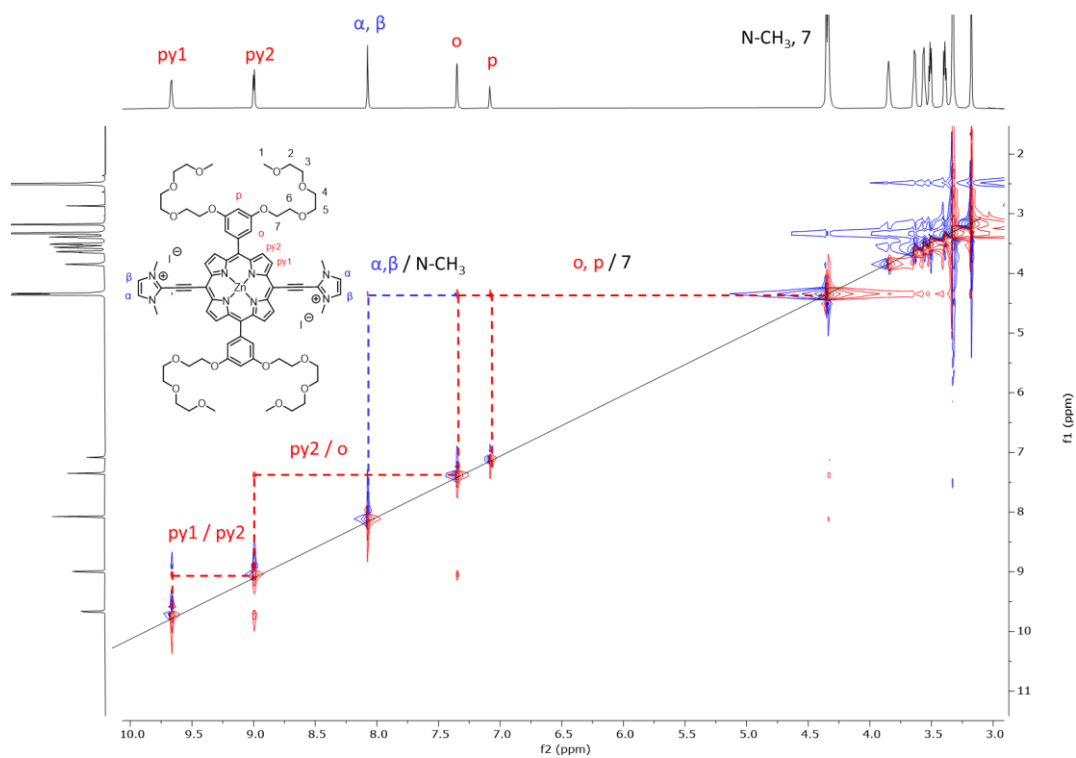 py1 py2 α, β o p N-CH₃, 7
1 2
3
O O
O O O O 4
p 6 5
O O 7 O O
o
I⊖ py2
py1
β N⊕ N N N α
α N ' Zn N β
N N N⊕
I⊖
O O O O
O O O O
O O
α,β / N-CH₃ o, p / 7
py2 / o
py1 / py2
2
3
4
5
6
7
8
9
10
11
f1 (ppm)
10.0 9.5 9.0 8.5 8.0 7.5 7.0 6.5 6.0 5.5 5.0 4.5 4.0 3.5 3.0
f2 (ppm)